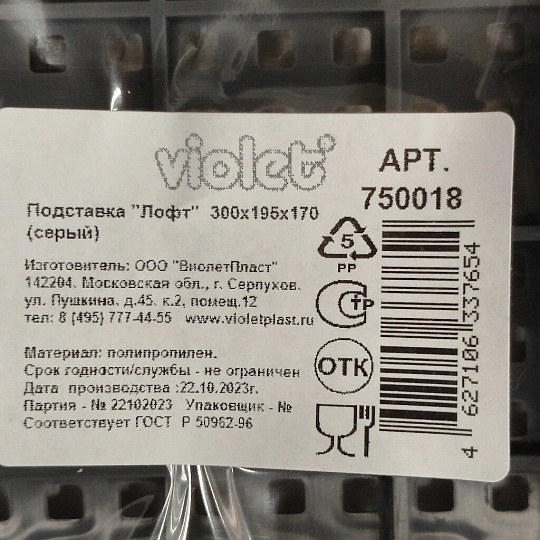 violet®
АРТ.
750018
Подставка "Лофт" 300х195х170
(серый)
5
PP
Изготовитель: ООО "ВиолетПласт"
142204. Московская обл., г. Серпухов.
ул. Пушкина, д.45, к.2, помещ.12
тел: 8 (495) 777-44-55 www.violetplast.ru
ОТК
Материал: полипропилен.
Срок годности/службы - не ограничен
Дата производства :22.10.2023г.
Партия - № 22102023 Упаковщик - №
Соответствует ГОСТ Р 50962-96
4 627106 337654